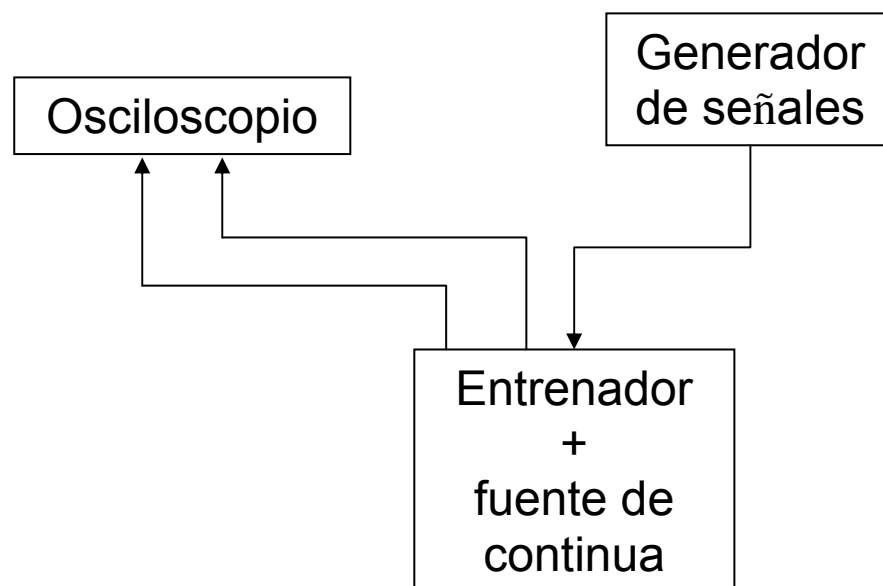 Generador
de señales
Osciloscopio
Entrenador
+
fuente de
continua